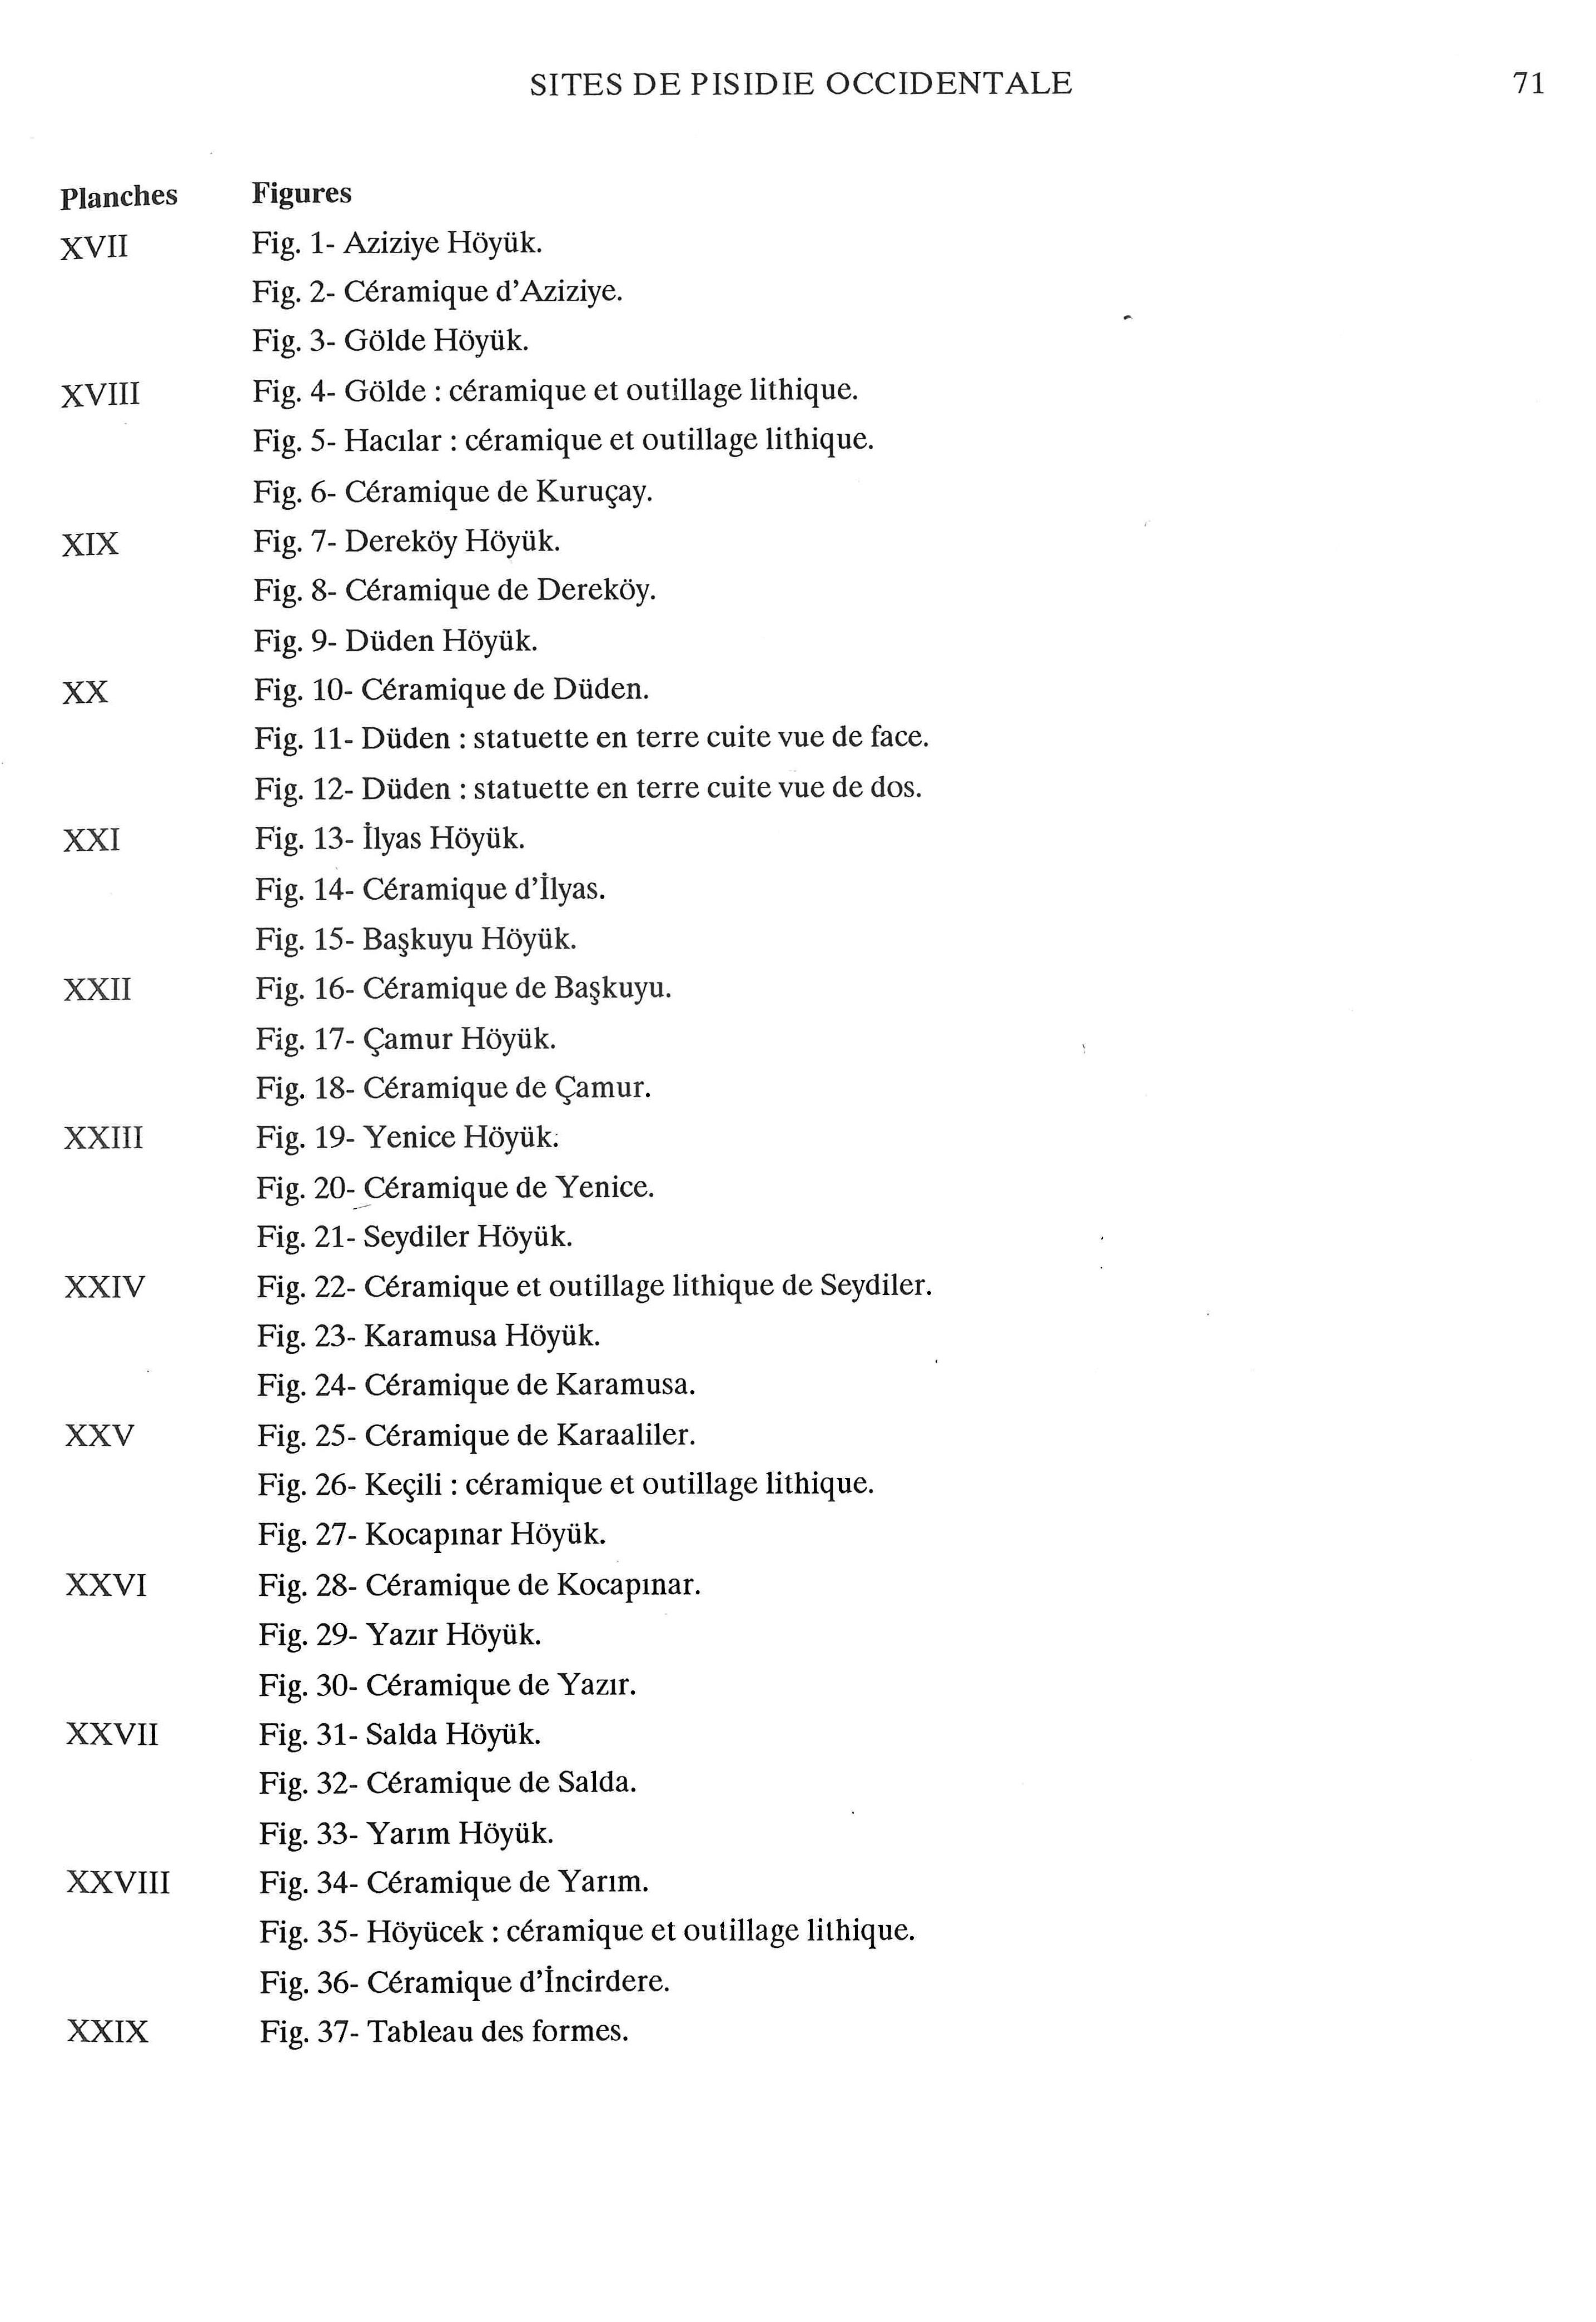 SITES DE PISIDIE OCCIDENTALE 71
Planches Figures
XVII Fig. 1- Aziziye Höyük.
Fig. 2- Céramique d'Aziziye.
Fig. 3- Gölde Höyük.
XVIII Fig. 4- Gölde : céramique et outillage lithique.
Fig. 5- Hacılar : céramique et outillage lithique.
Fig. 6- Céramique de Kuruçay.
XIX Fig. 7- Dereköy Höyük.
Fig. 8- Céramique de Dereköy.
Fig. 9- Düden Höyük.
XX Fig. 10- Céramique de Düden.
Fig. 11- Düden : statuette en terre cuite vue de face.
Fig. 12- Düden : statuette en terre cuite vue de dos.
XXI Fig. 13- İlyas Höyük.
Fig. 14- Céramique d'İlyas.
Fig. 15- Başkuyu Höyük.
XXII Fig. 16- Céramique de Başkuyu.
Fig. 17- Çamur Höyük.
Fig. 18- Céramique de Çamur.
XXIII Fig. 19- Yenice Höyük.
Fig. 20- Céramique de Yenice.
Fig. 21- Seydiler Höyük.
XXIV Fig. 22- Céramique et outillage lithique de Seydiler.
Fig. 23- Karamusa Höyük.
Fig. 24- Céramique de Karamusa.
XXV Fig. 25- Céramique de Karaaliler.
Fig. 26- Keçili : céramique et outillage lithique.
Fig. 27- Kocapınar Höyük.
XXVI Fig. 28- Céramique de Kocapınar.
Fig. 29- Yazır Höyük.
Fig. 30- Céramique de Yazır.
XXVII Fig. 31- Salda Höyük.
Fig. 32- Céramique de Salda.
Fig. 33- Yarım Höyük.
XXVIII Fig. 34- Céramique de Yarım.
Fig. 35- Höyücek : céramique et outillage lithique.
Fig. 36- Céramique d'İncirdere.
XXIX Fig. 37- Tableau des formes.